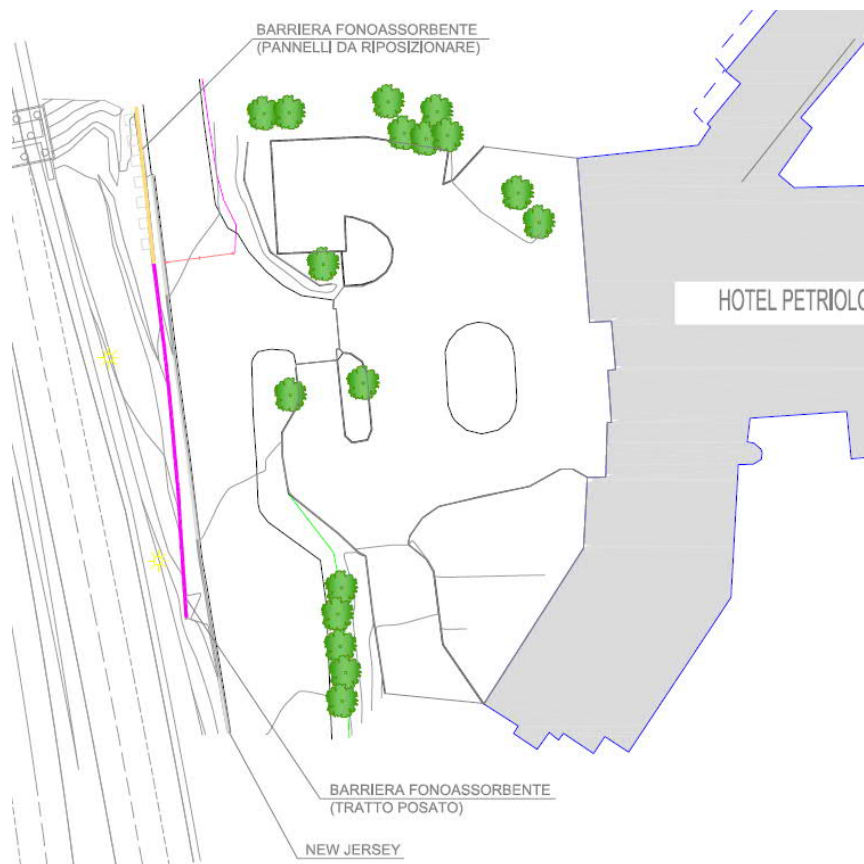 BARRIERA FONOASSORBENTE
(PANNELLI DA RIPOSIZIONARE)
HOTEL PETRIOLO
BARRIERA FONOASSORBENTE
(TRATTO POSATO)
NEW JERSEY